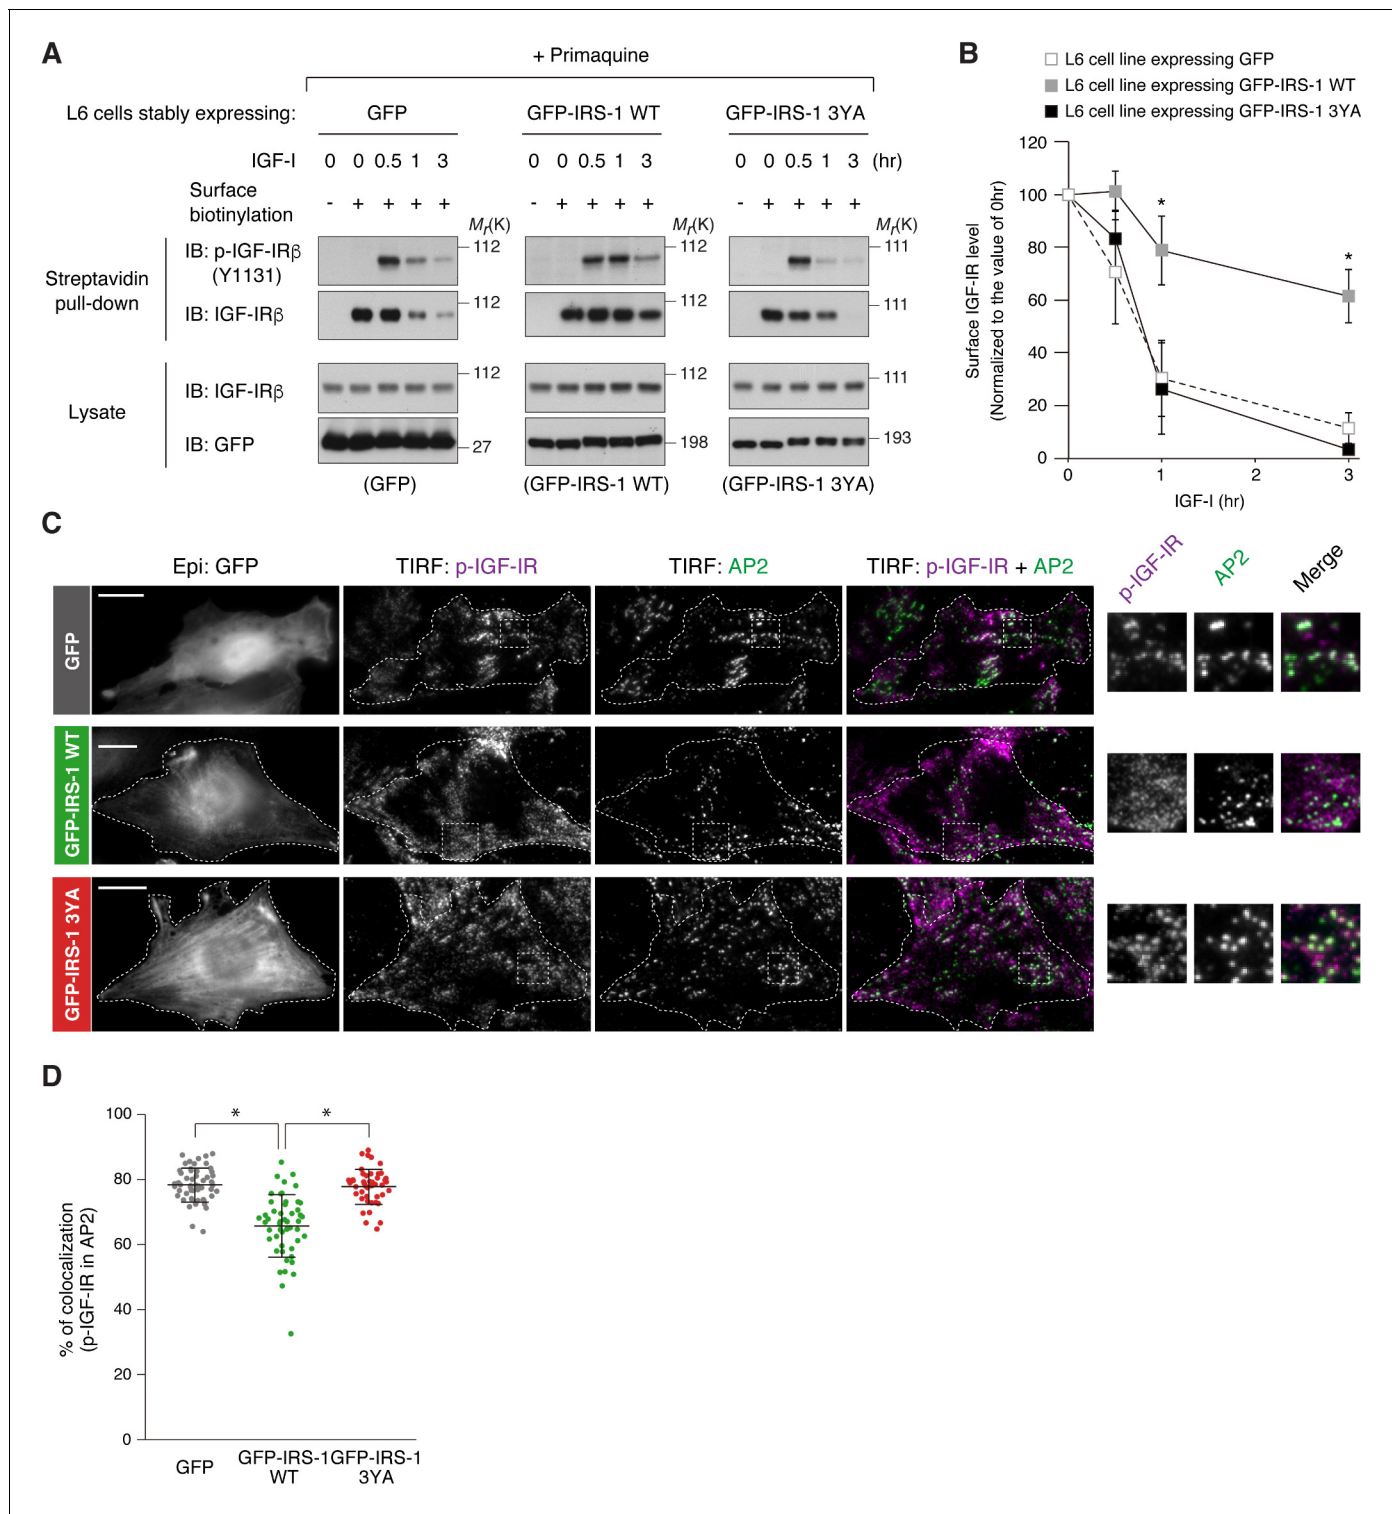 A
+ Primaquine
L6 cells stably expressing: GFP GFP-IRS-1 WT GFP-IRS-1 3YA
IGF-I 0 0 0.5 1 3 0 0 0.5 1 3 0 0 0.5 1 3 (hr)
Surface
biotinylation - + + + + - + + + + - + + + +
Mr(K) Mr(K) Mr(K)
Streptavidin
pull-down
IB: p-IGF-IRβ
(Y1131)
112 112 111
IB: IGF-IRβ 112 112 111
Lysate
IB: IGF-IRβ 112 112 111
IB: GFP 27 198 193
(GFP) (GFP-IRS-1 WT) (GFP-IRS-1 3YA)
B
L6 cell line expressing GFP
L6 cell line expressing GFP-IRS-1 WT
L6 cell line expressing GFP-IRS-1 3YA
Surface IGF-IR level
(Normalized to the value of 0hr)
120
100
80
60
40
20
0
* *
0 1 2 3
IGF-I (hr)
C
Epi: GFP TIRF: p-IGF-IR TIRF: AP2 TIRF: p-IGF-IR + AP2 p-IGF-IR AP2 Merge
GFP
GFP-IRS-1 WT
GFP-IRS-1 3YA
D
% of colocalization
(p-IGF-IR in AP2)
100
80
60
40
20
0
* *
GFP GFP-IRS-1 GFP-IRS-1
WT 3YA